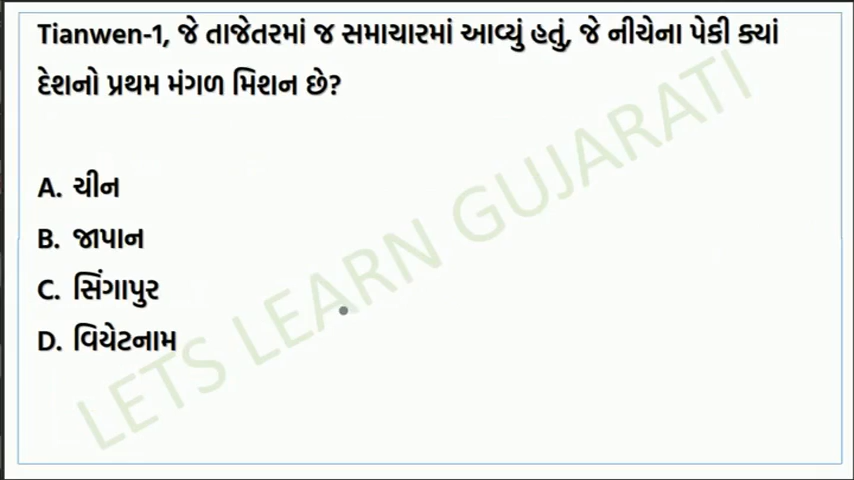 Tianwen-1, જે તાજેતરમાં જ સમાચારમાં આવ્યું હતું, જે નીચેના પેકી ક્યાં
દેશનો પ્રથમ મંગળ મિશન છે?
A. ચીન
B. જાપાન
C. સિંગાપુર
D. વિયેટનામ
LETS LEARN GUJARATI